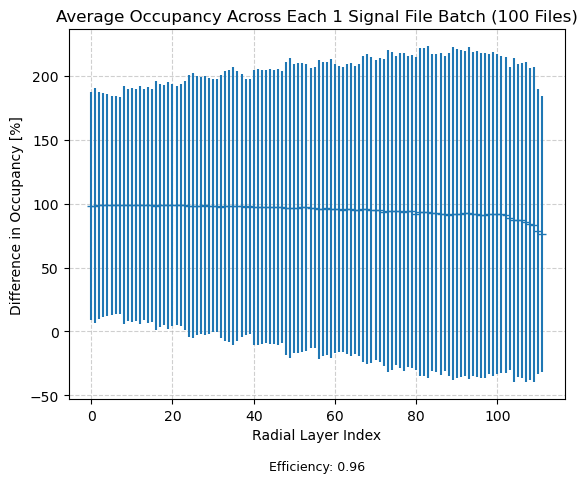 Average Occupancy Across Each 1 Signal File Batch (100 Files)
Difference in Occupancy [%]
200
150
100
50
0
−50
0 20 40 60 80 100
Radial Layer Index
Efficiency: 0.96